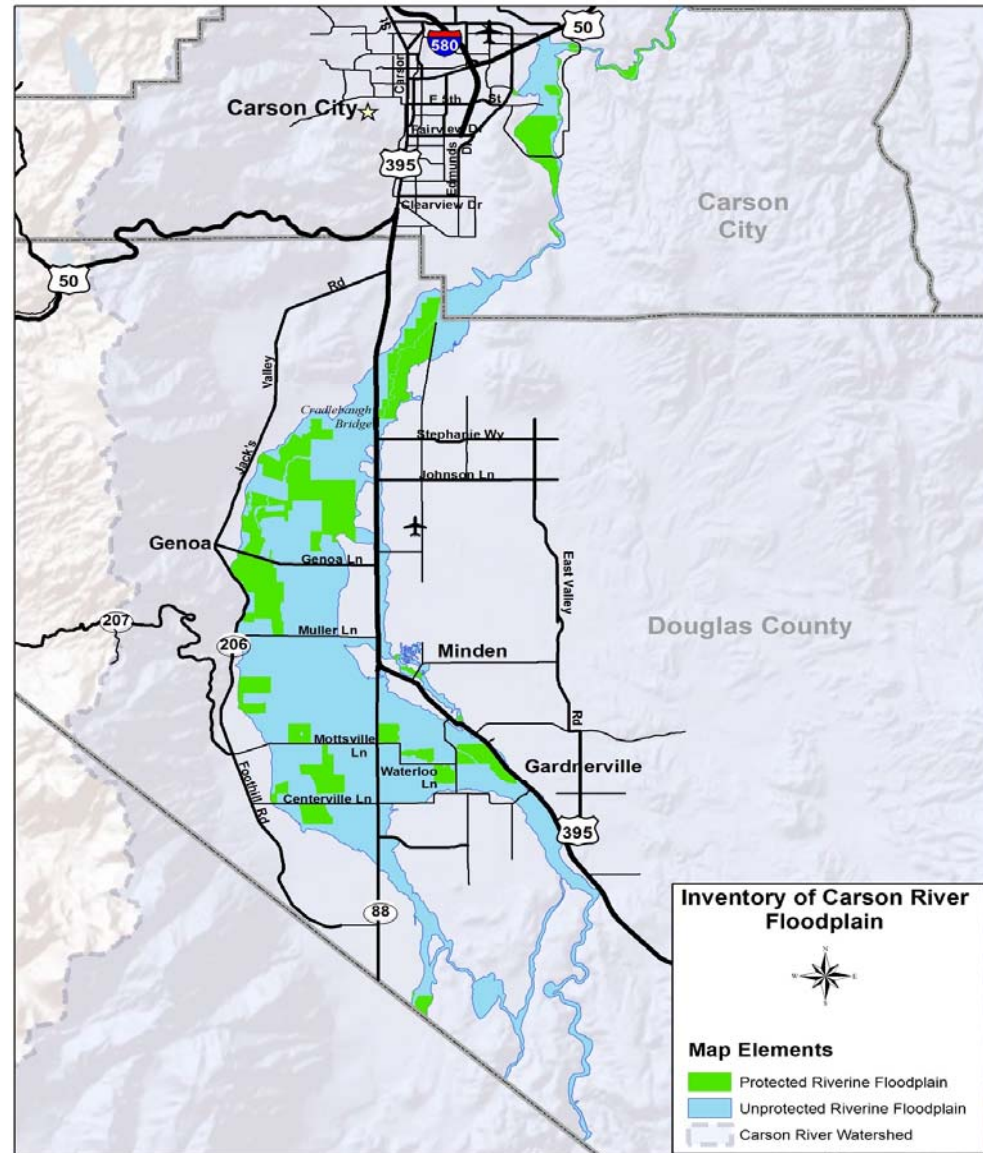 50
580
St
Carson
Carson City
E 5th St
Fairview Dr
395
Edmunds
Dr
Clearview Dr
Carson
City
50
Rd
Valley
Jack's
Cradlebaugh
Bridge
Stephanie Wy
Johnson Ln
Genoa
Genoa Ln
East Valley
Rd
207
206
Muller Ln
Minden
Douglas County
Mottsville
Ln
Waterloo
Ln
Gardnerville
Centerville Ln
Foothill Rd
395
88
Inventory of Carson River
Floodplain
N
W
E
S
Map Elements
Protected Riverine Floodplain
Unprotected Riverine Floodplain
Carson River Watershed